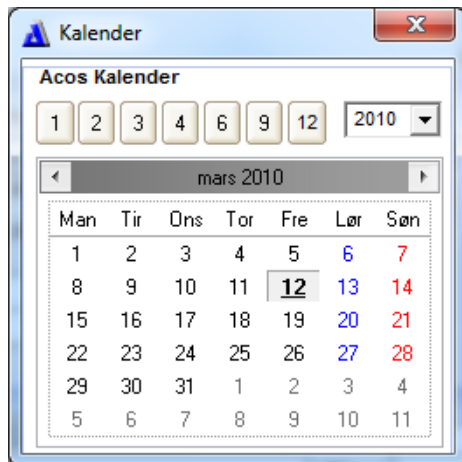 Kalender
Acos Kalender
1 2 3 4 6 9 12 2010
mars 2010
Man Tir Ons Tor Fre Lør Søn
1 2 3 4 5 6 7
8 9 10 11 12 13 14
15 16 17 18 19 20 21
22 23 24 25 26 27 28
29 30 31 1 2 3 4
5 6 7 8 9 10 11